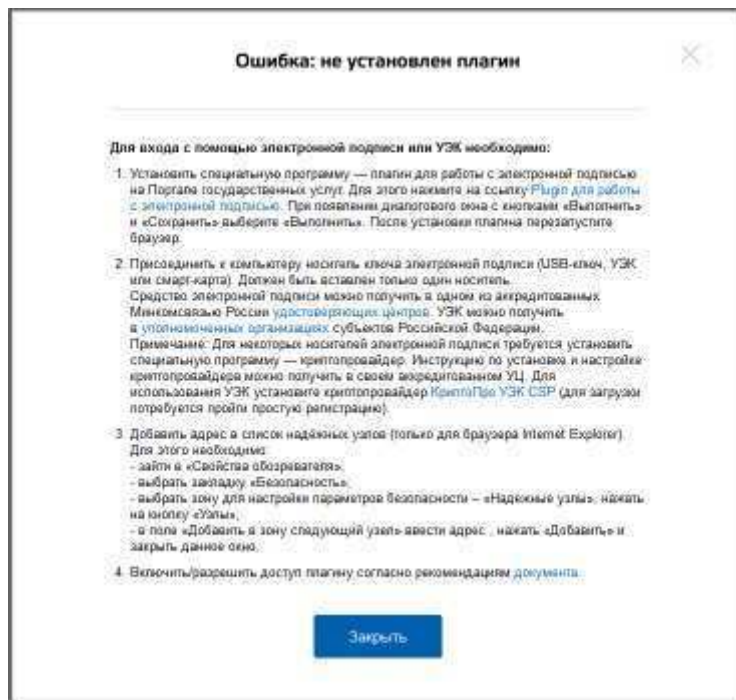 Ошибка: не установлен плагин
Для входа с помощью электронной подписи или УЭК необходимо:
1. Установить специальную программу — плагин для работы с электронной подписью
на Портале государственных услуг. Для этого нажмите на ссылку Plugin для работы
с электронной подписью. При появлении диалогового окна с кнопками «Выполнить»
и «Сохранить» выберите «Выполнить». После установки плагина перезапустите
браузер.
2. Присоединить к компьютеру носитель ключа электронной подписи (USB-ключ, УЭК
или смарт-карта). Должен быть вставлен только один носитель.
Средство электронной подписи можно получить в одном из аккредитованных
Минкомсвязью России удостоверяющих центров. УЭК можно получить
в уполномоченных организациях субъектов Российской Федерации.
Примечание: Для некоторых носителей электронной подписи требуется установить
специальную программу — криптопровайдер. Инструкцию по установке и настройке
криптопровайдера можно получить в своем аккредитованном УЦ. Для
использования УЭК установите криптопровайдер КриптоПро УЭК CSP (для загрузки
потребуется пройти простую регистрацию).
3. Добавить адрес в список надёжных узлов (только для браузера Internet Explorer).
Для этого необходимо:
- зайти в «Свойства обозревателя»,
- выбрать закладку «Безопасность»,
- выбрать зону для настройки параметров безопасности – «Надежные узлы», нажать
на кнопку «Узлы»,
- в поле «Добавить в зону следующий узел» ввести адрес , нажать «Добавить» и
закрыть данное окно.
4. Включить/разрешить доступ плагину согласно рекомендациям документа.
Закрыть